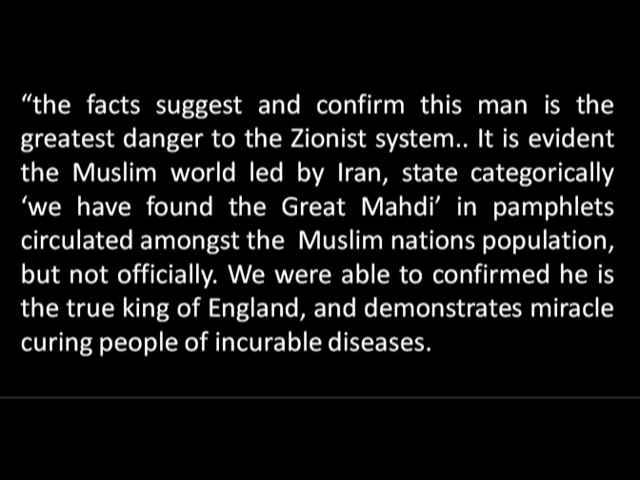 “the facts suggest and confirm this man is the
greatest danger to the Zionist system.. It is evident
the Muslim world led by Iran, state categorically
‘we have found the Great Mahdi’ in pamphlets
circulated amongst the Muslim nations population,
but not officially. We were able to confirmed he is
the true king of England, and demonstrates miracle
curing people of incurable diseases.